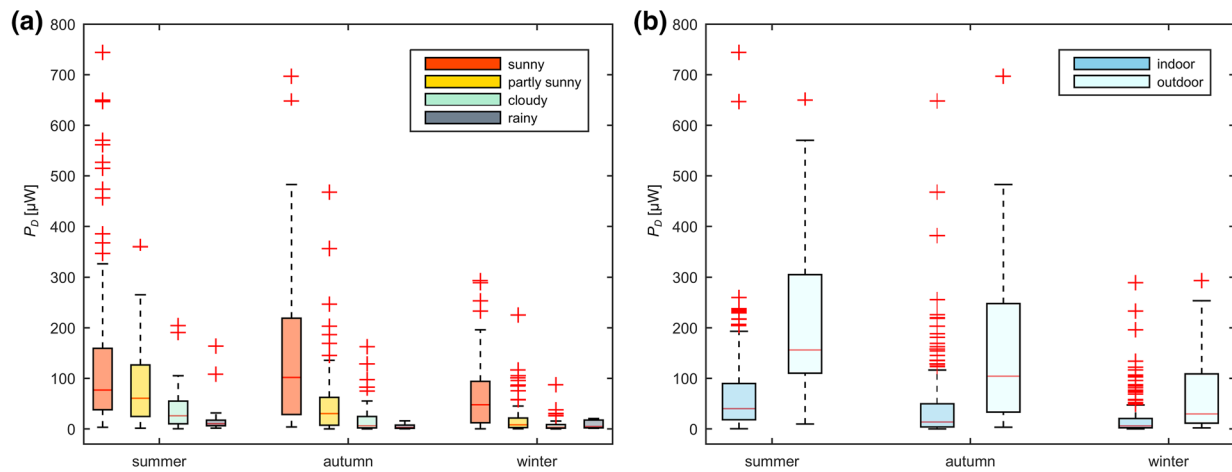 (a)
800
700
600
500
400
300
200
100
0
P_D [µW]
sunny
partly sunny
cloudy
rainy
summer autumn winter
(b)
800
700
600
500
400
300
200
100
0
P_D [µW]
indoor
outdoor
summer autumn winter